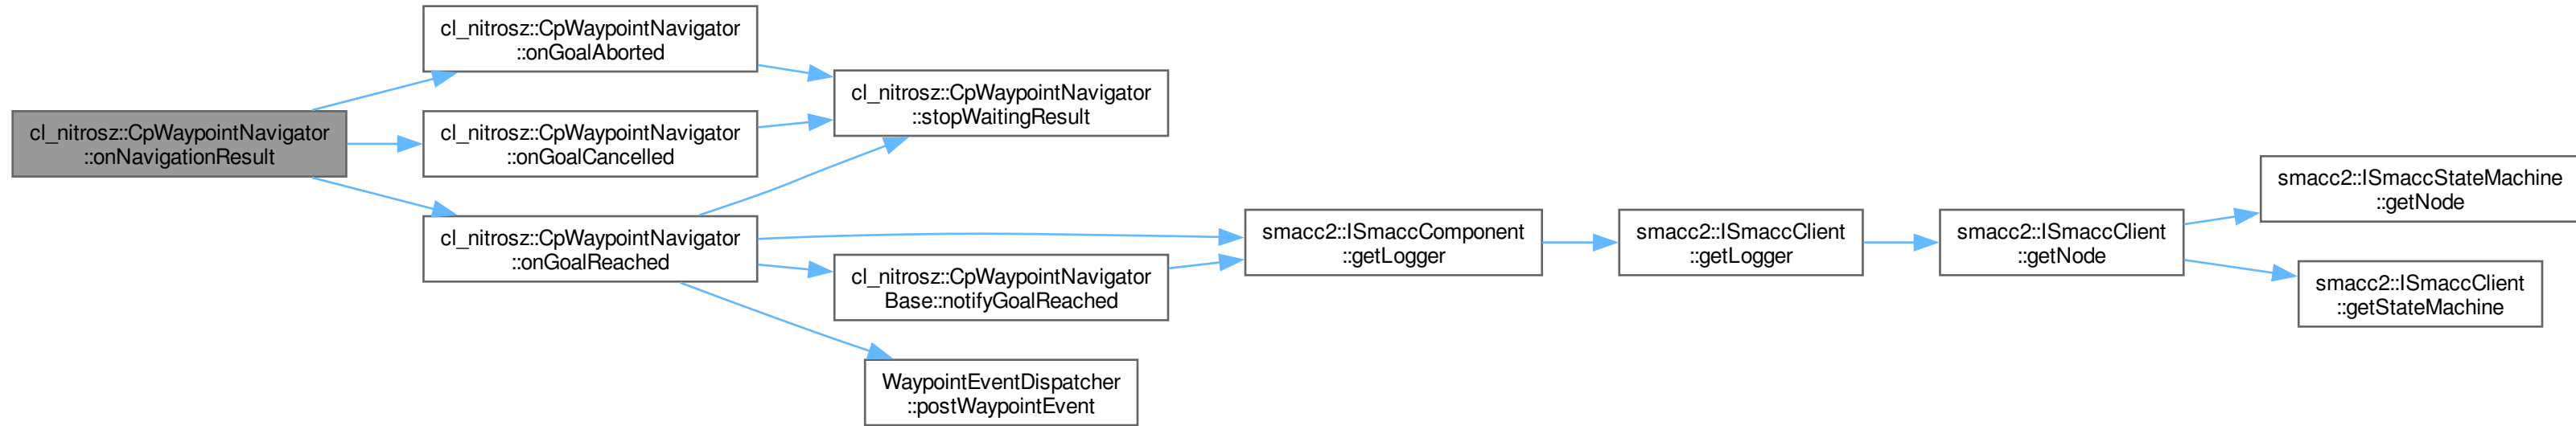 cl_nitrosz::CpWaypointNavigator
::onNavigationResult
cl_nitrosz::CpWaypointNavigator
::onGoalAborted
cl_nitrosz::CpWaypointNavigator
::onGoalCancelled
cl_nitrosz::CpWaypointNavigator
::onGoalReached
cl_nitrosz::CpWaypointNavigator
::stopWaitingResult
cl_nitrosz::CpWaypointNavigator
Base::notifyGoalReached
WaypointEventDispatcher
::postWaypointEvent
smacc2::ISmaccComponent
::getLogger
smacc2::ISmaccClient
::getLogger
smacc2::ISmaccClient
::getNode
smacc2::ISmaccStateMachine
::getNode
smacc2::ISmaccClient
::getStateMachine